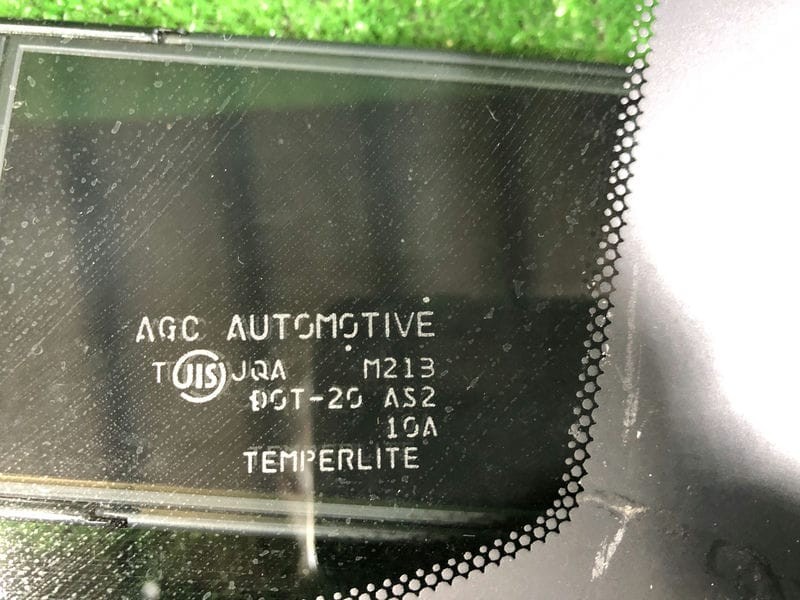 AGC AUTOMOTIVE
T JIS JQA M213
DOT-20 AS2
10A
TEMPERLITE